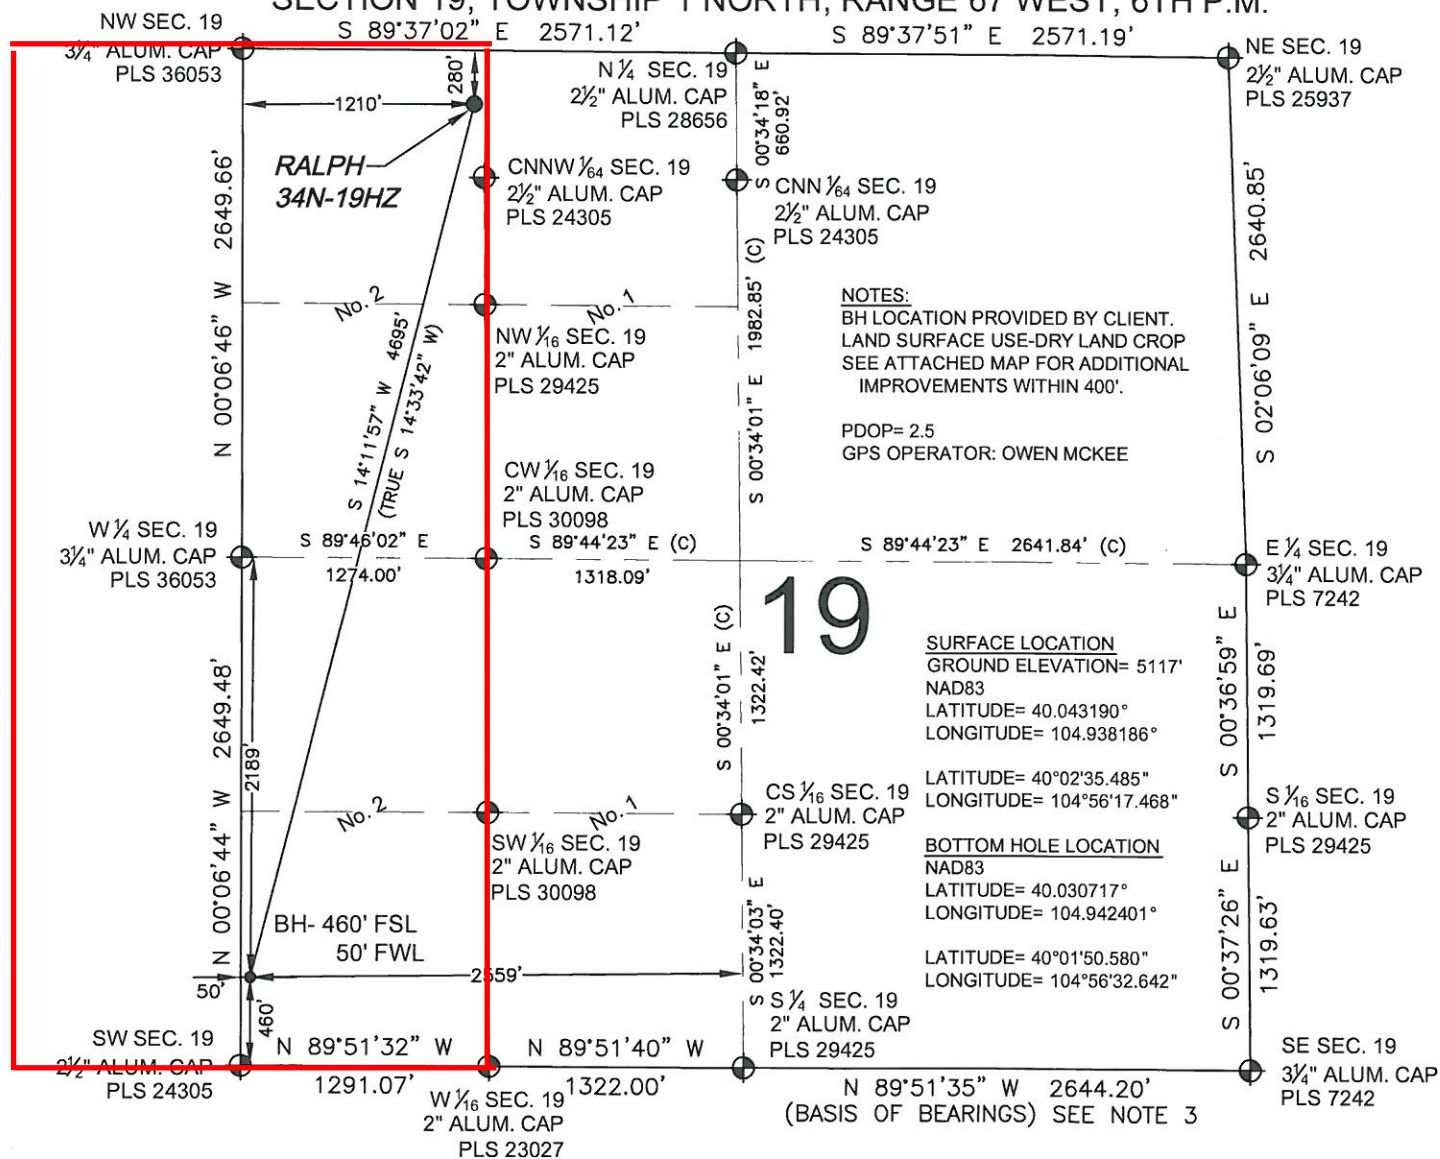 SECTION 19, TOWNSHIP 1 NORTH, RANGE 67 WEST, 6TH P.M.
NW SEC. 19
3¼" ALUM. CAP
PLS 36053
S 89°37'02" E 2571.12'
S 89°37'51" E 2571.19'
NE SEC. 19
2½" ALUM. CAP
PLS 25937
N ¼ SEC. 19
2½" ALUM. CAP
PLS 28656
280'
1210'
S 00°34'18" E
660.92'
RALPH
34N-19HZ
CNNW 1/64 SEC. 19
2½" ALUM. CAP
PLS 24305
CNN 1/64 SEC. 19
2½" ALUM. CAP
PLS 24305
N 00°06'46" W 2649.66'
S 02°06'09" E 2640.85'
S 00°34'01" E 1982.85' (C)
No. 2
No. 1
NW 1/16 SEC. 19
2" ALUM. CAP
PLS 29425
S 14°11'57" W 4695'
(TRUE S 14°33'42" W)
NOTES:
BH LOCATION PROVIDED BY CLIENT.
LAND SURFACE USE-DRY LAND CROP
SEE ATTACHED MAP FOR ADDITIONAL
IMPROVEMENTS WITHIN 400'.
PDOP= 2.5
GPS OPERATOR: OWEN MCKEE
CW 1/16 SEC. 19
2" ALUM. CAP
PLS 30098
W ¼ SEC. 19
3¼" ALUM. CAP
PLS 36053
S 89°46'02" E
1274.00'
S 89°44'23" E (C)
1318.09'
S 89°44'23" E 2641.84' (C)
E ¼ SEC. 19
3¼" ALUM. CAP
PLS 7242
19
N 00°06'44" W 2649.48'
2189'
S 00°34'01" E (C)
1322.42'
S 00°36'59" E
1319.69'
SURFACE LOCATION
GROUND ELEVATION= 5117'
NAD83
LATITUDE= 40.043190°
LONGITUDE= 104.938186°
LATITUDE= 40°02'35.485"
LONGITUDE= 104°56'17.468"
No. 2
No. 1
SW 1/16 SEC. 19
2" ALUM. CAP
PLS 30098
CS 1/16 SEC. 19
2" ALUM. CAP
PLS 29425
S 1/16 SEC. 19
2" ALUM. CAP
PLS 29425
BOTTOM HOLE LOCATION
NAD83
LATITUDE= 40.030717°
LONGITUDE= 104.942401°
LATITUDE= 40°01'50.580"
LONGITUDE= 104°56'32.642"
BH- 460' FSL
50' FWL
50'
2559'
460'
S 00°34'03" E
1322.40'
S 00°37'26" E
1319.63'
S ¼ SEC. 19
2" ALUM. CAP
PLS 29425
SW SEC. 19
2½" ALUM. CAP
PLS 24305
N 89°51'32" W
1291.07'
N 89°51'40" W
1322.00'
W 1/16 SEC. 19
2" ALUM. CAP
PLS 23027
N 89°51'35" W 2644.20'
(BASIS OF BEARINGS) SEE NOTE 3
SE SEC. 19
3¼" ALUM. CAP
PLS 7242